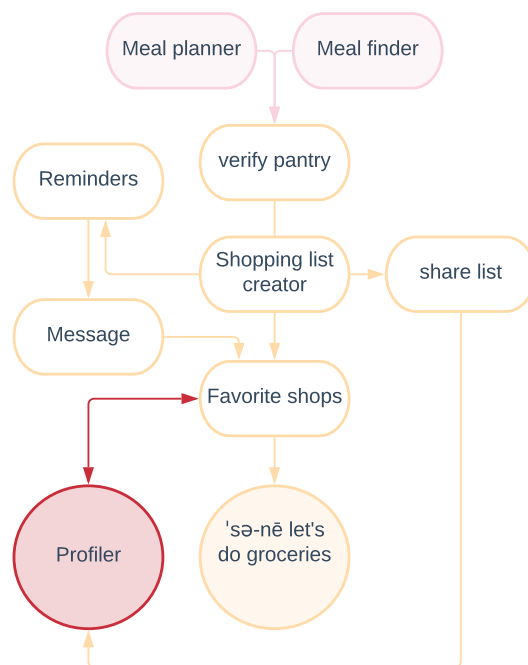 Meal planner
Meal finder
verify pantry
Reminders
Shopping list
creator
share list
Message
Favorite shops
Profiler
ˈsə-nē let's
do groceries